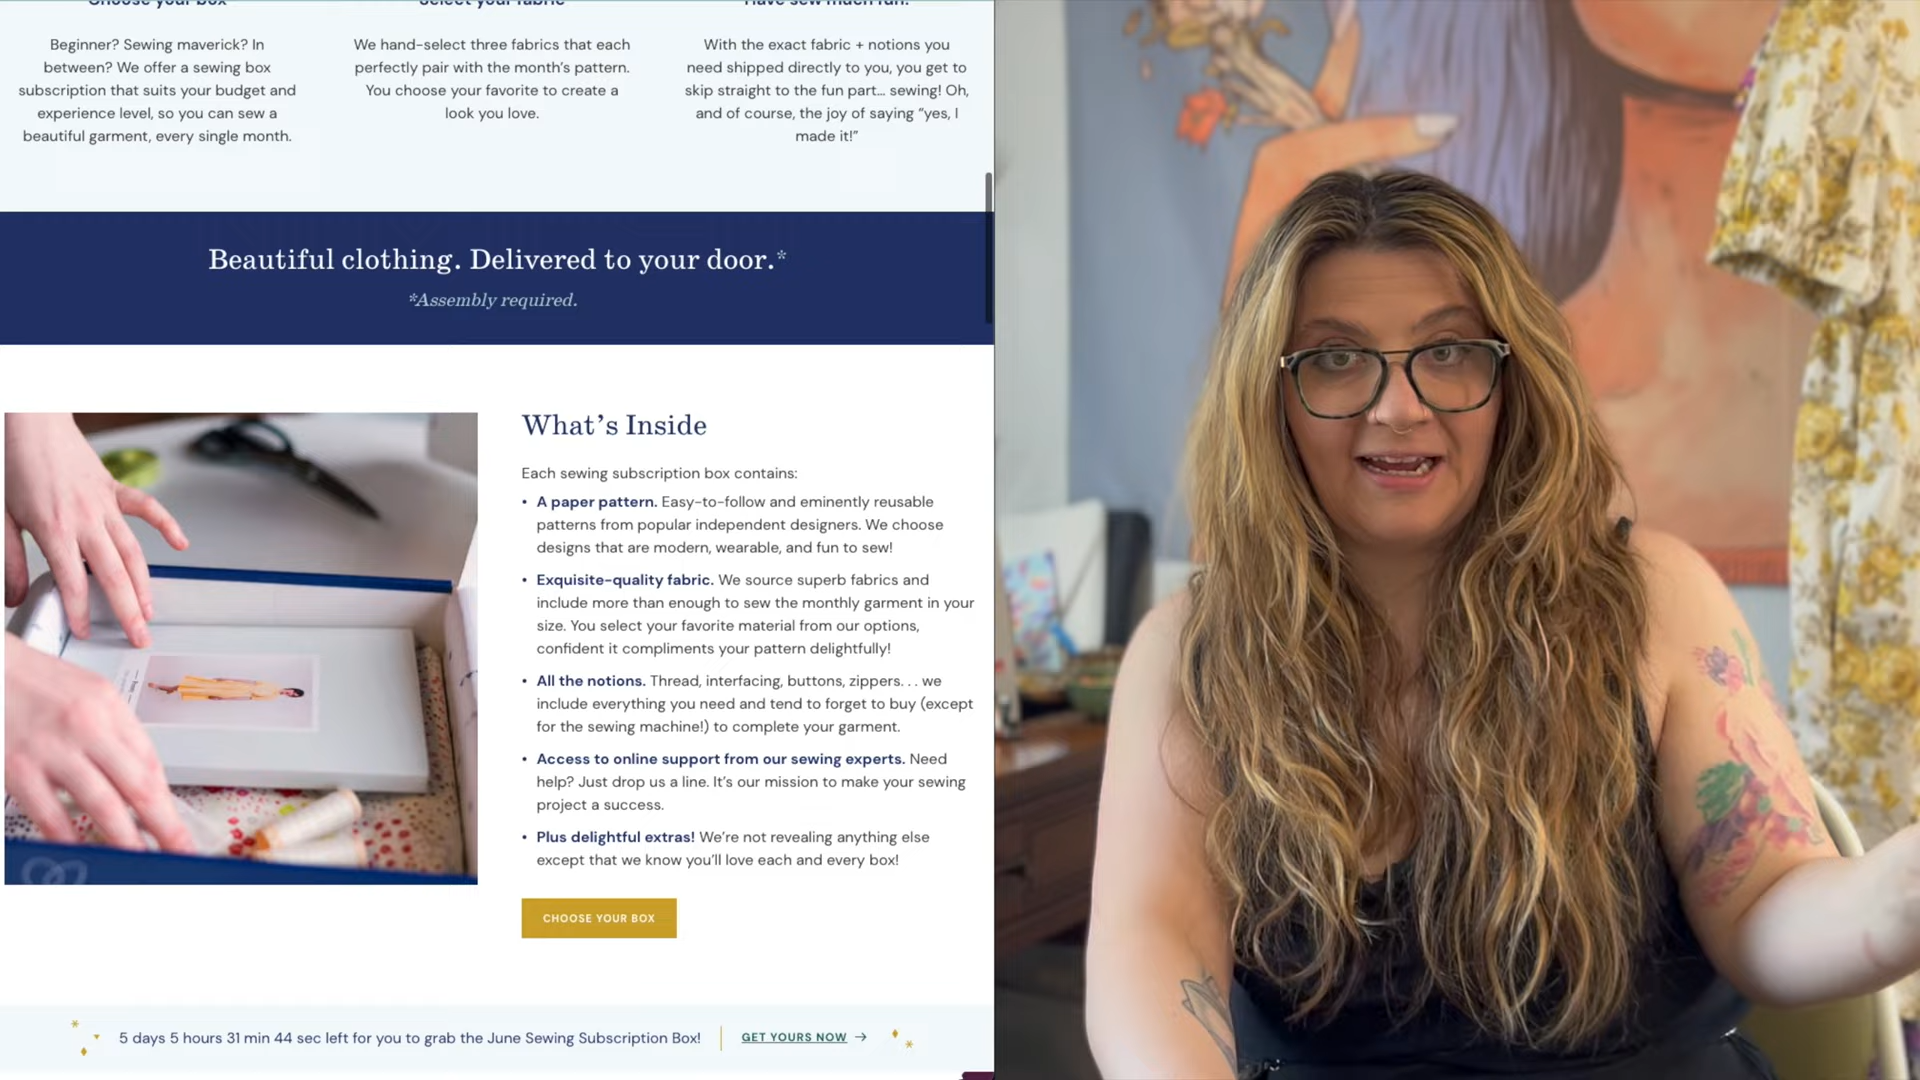 Choose your box
Select your fabric
Have sew much fun!
Beginner? Sewing maverick? In
between? We offer a sewing box
subscription that suits your budget and
experience level, so you can sew a
beautiful garment, every single month.
We hand-select three fabrics that each
perfectly pair with the month's pattern.
You choose your favorite to create a
look you love.
With the exact fabric + notions you
need shipped directly to you, you get to
skip straight to the fun part... sewing! Oh,
and of course, the joy of saying “yes, I
made it!”
Beautiful clothing. Delivered to your door.*
*Assembly required.
What's Inside
Each sewing subscription box contains:
• A paper pattern. Easy-to-follow and eminently reusable
patterns from popular independent designers. We choose
designs that are modern, wearable, and fun to sew!
• Exquisite-quality fabric. We source superb fabrics and
include more than enough to sew the monthly garment in your
size. You select your favorite material from our options,
confident it compliments your pattern delightfully!
• All the notions. Thread, interfacing, buttons, zippers. . . we
include everything you need and tend to forget to buy (except
for the sewing machine!) to complete your garment.
• Access to online support from our sewing experts. Need
help? Just drop us a line. It's our mission to make your sewing
project a success.
• Plus delightful extras! We're not revealing anything else
except that we know you'll love each and every box!
CHOOSE YOUR BOX
5 days 5 hours 31 min 44 sec left for you to grab the June Sewing Subscription Box!
GET YOURS NOW →